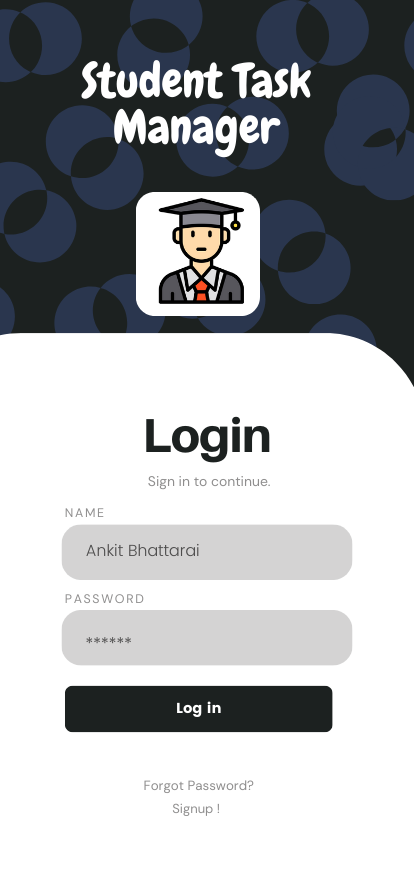 Student Task
Manager
Login
Sign in to continue.
NAME
Ankit Bhattarai
PASSWORD
******
Log in
Forgot Password?
Signup !